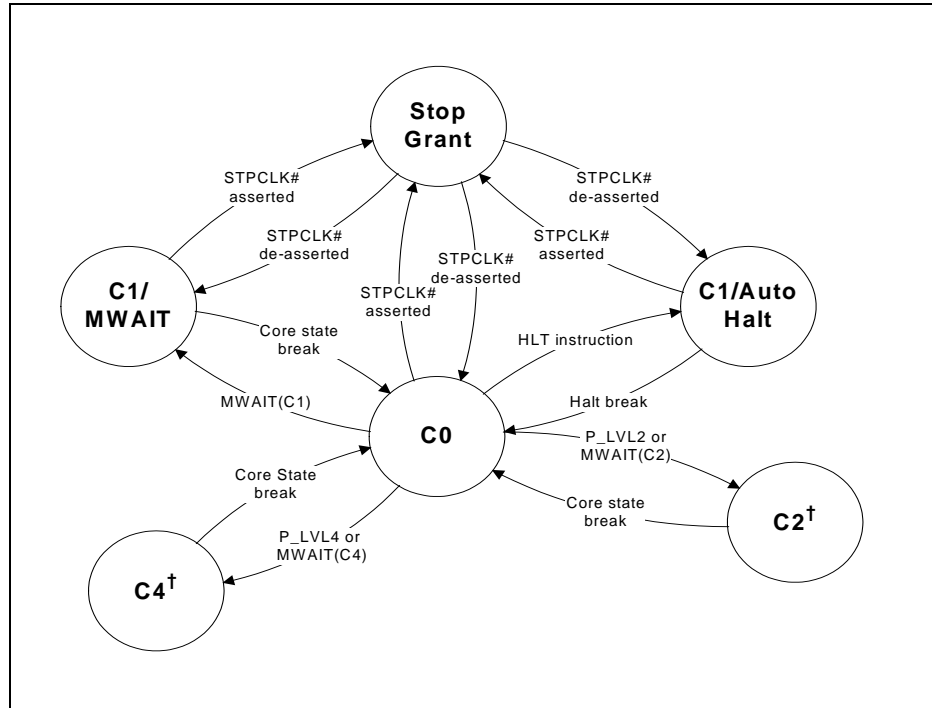 Stop
Grant
STPCLK#
asserted
STPCLK#
de-asserted
STPCLK#
de-asserted
STPCLK#
asserted
STPCLK#
de-asserted
STPCLK#
asserted
C1/
MWAIT
C1/Auto
Halt
Core state
break
HLT instruction
MWAIT(C1)
Halt break
C0
P_LVL2 or
MWAIT(C2)
Core State
break
Core state
break
P_LVL4 or
MWAIT(C4)
C2†
C4†